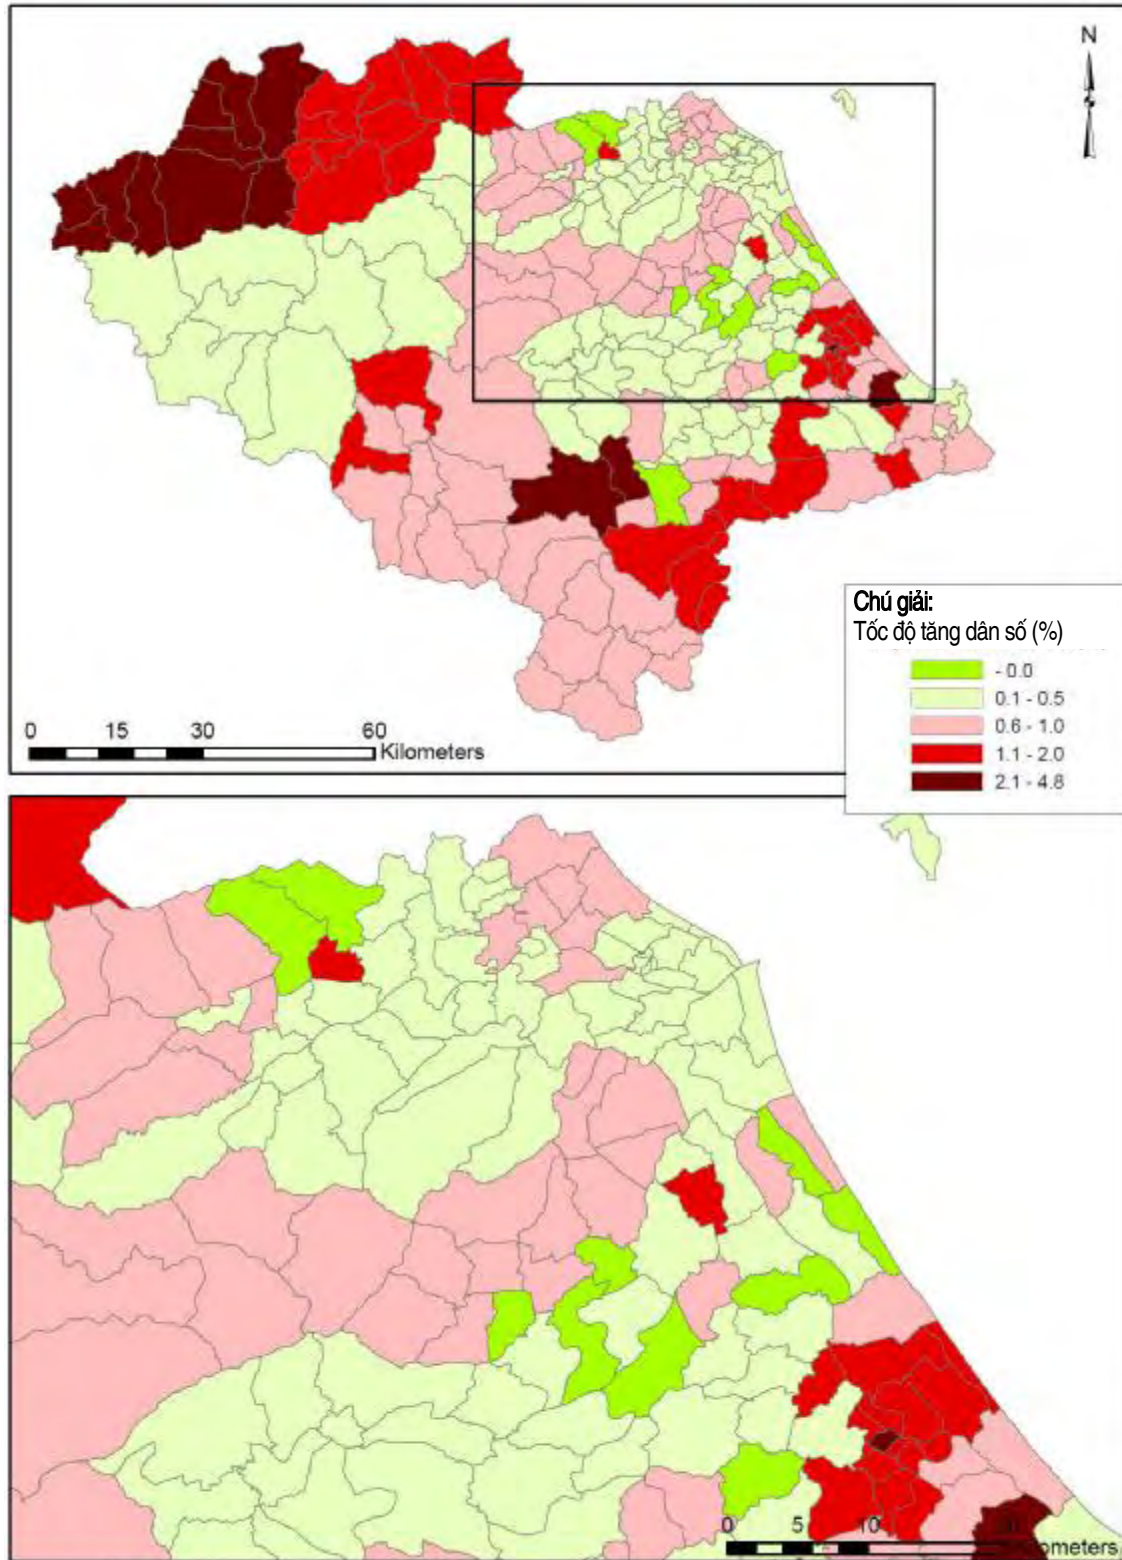 N
Chú giải:
Tốc độ tăng dân số (%)
- 0.0
0.1 - 0.5
0.6 - 1.0
1.1 - 2.0
2.1 - 4.8
0 15 30 60
Kilometers
0 5 10